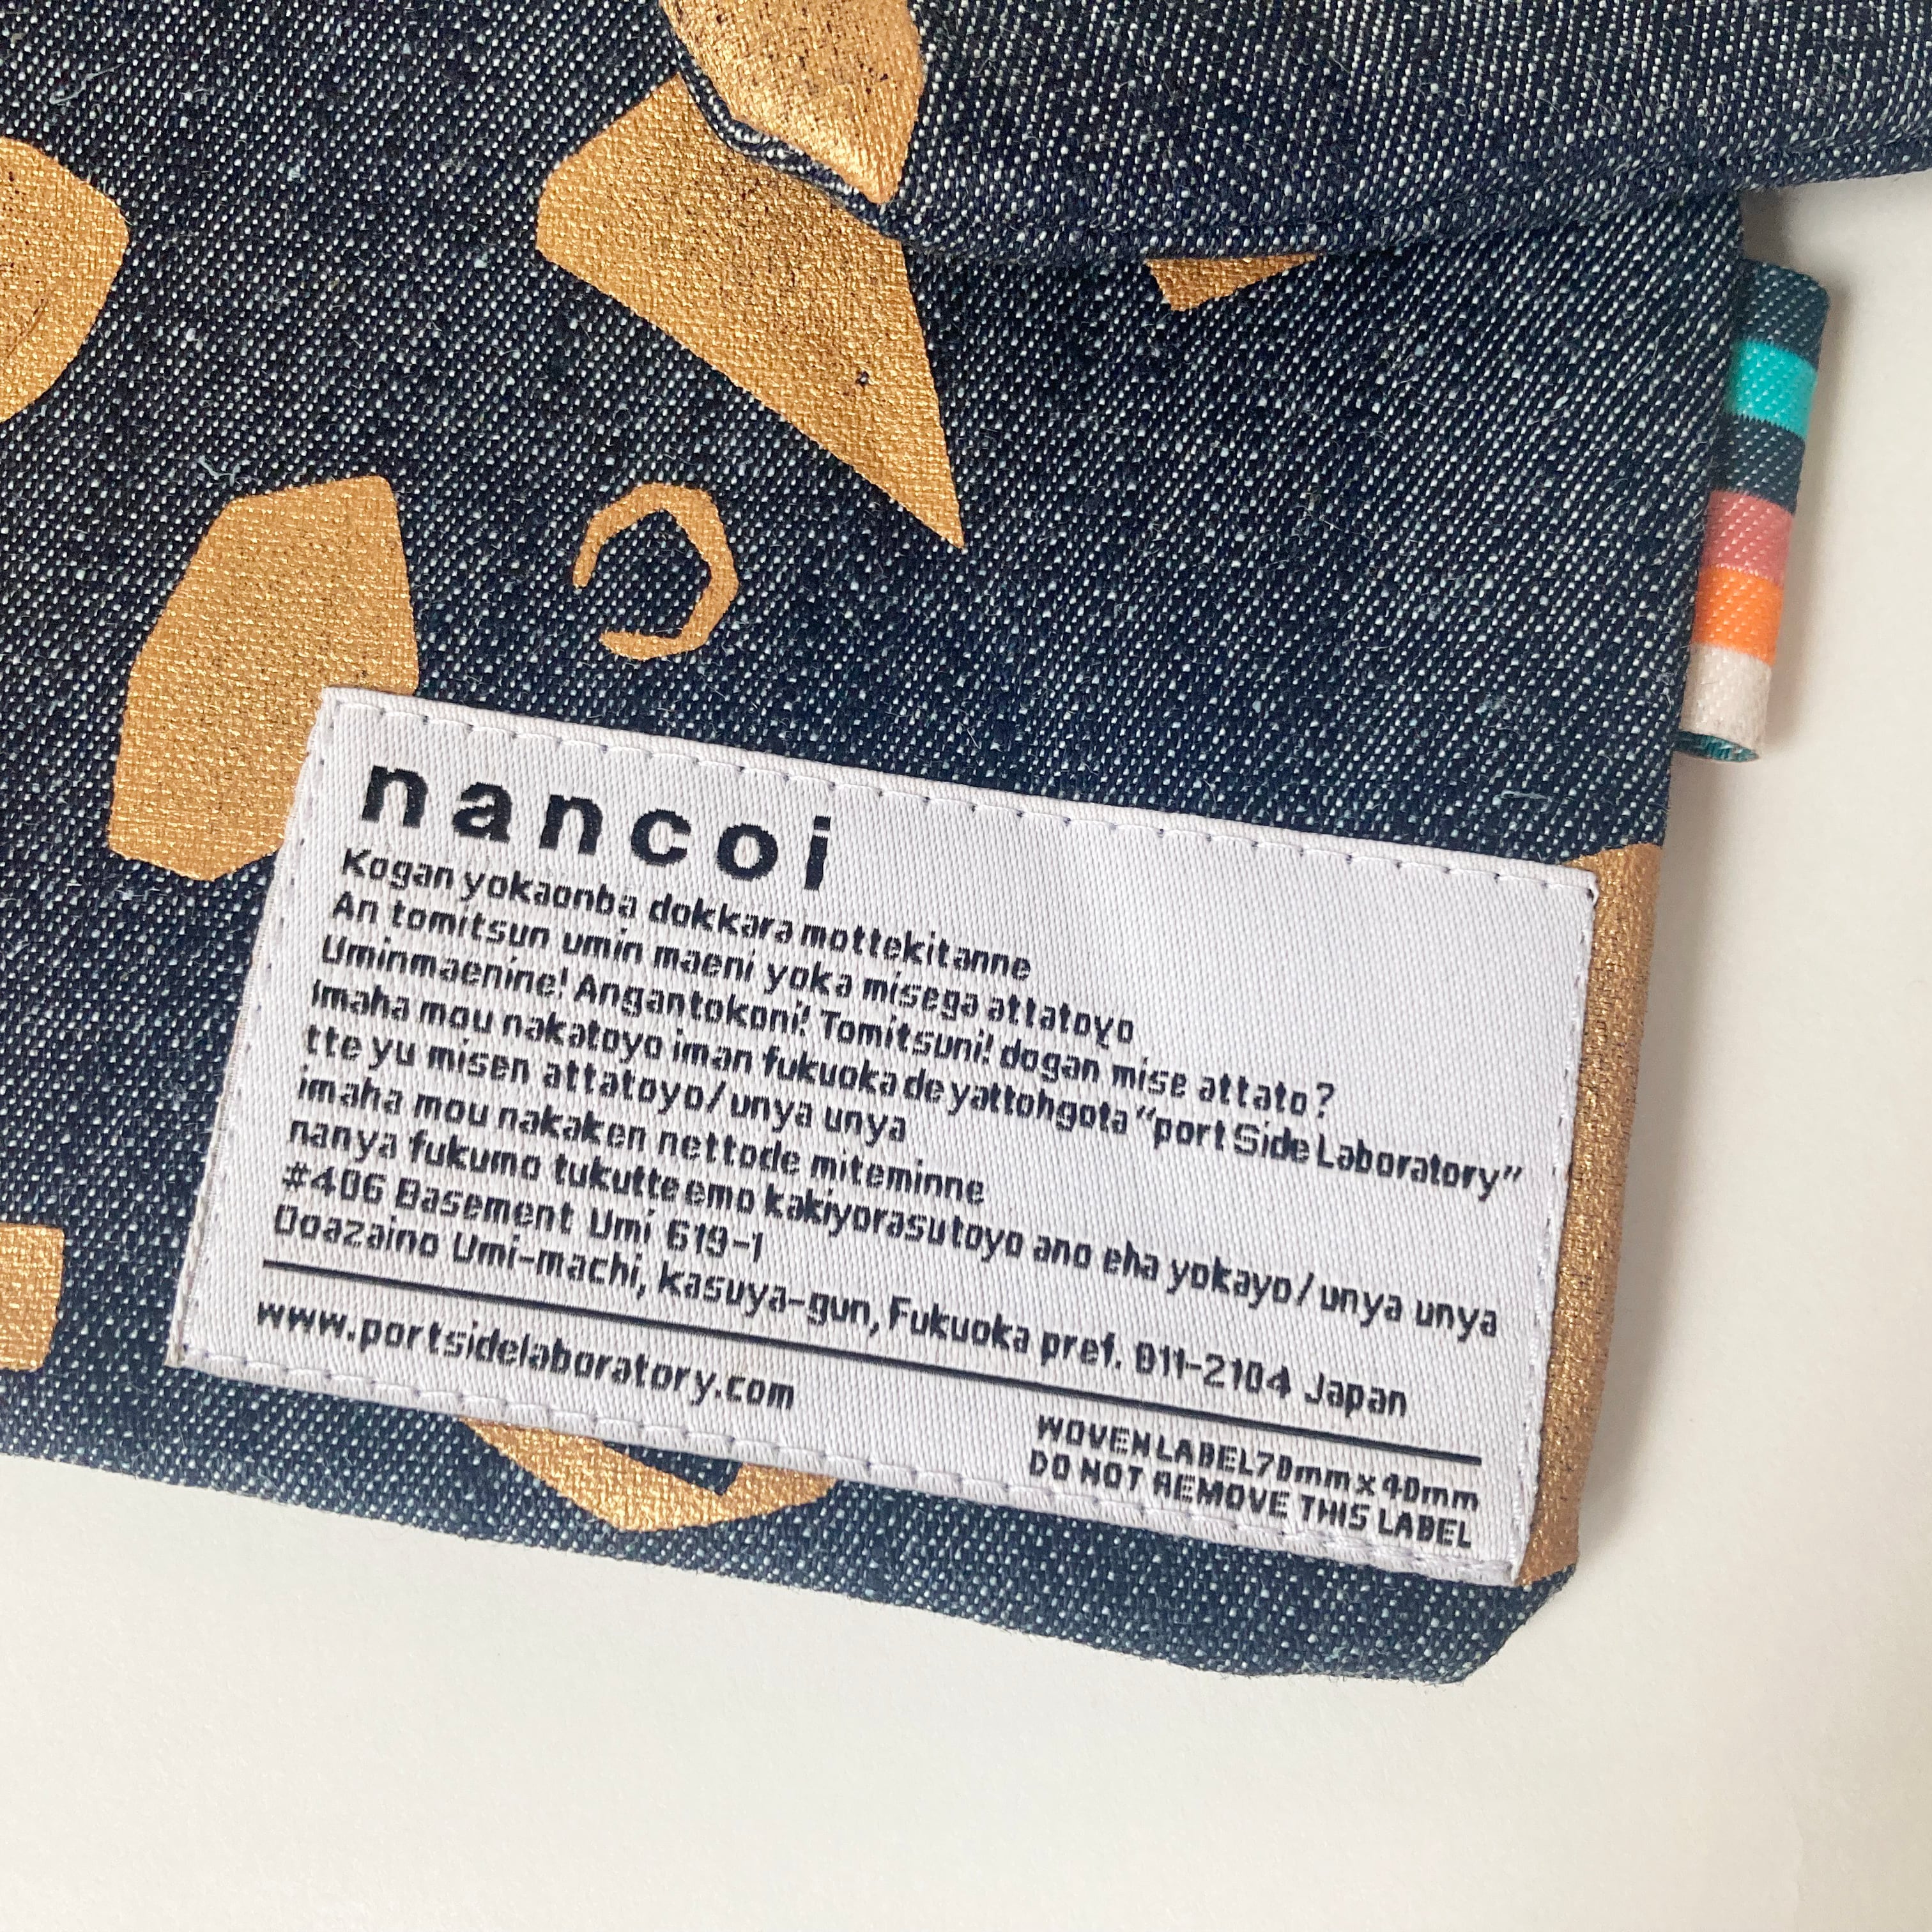 nancoi
Kogan yokaonba dokkara mottekitanne
An tomitsun umin maeni yoka misega attatoyo
Uminmaenine! Angantokoni! Tomitsuni! dogan mise attato?
imaha mou nakatoyo iman fukuoka de yattohgota "port Side Laboratory"
tte yu misen attatoyo/unya unya
imaha mou nakaken nettode miteminne
nanya fukumo tukutteemo kakiyorasutoyo ano eha yokayo/unya unya
#406 Basement Umi 619-1
Ooazaino Umi-machi, Kasuya-gun, Fukuoka pref. 811-2104 Japan
www.portsidelaboratory.com
WOVEN LABEL 70mm x 40mm
DO NOT REMOVE THIS LABEL